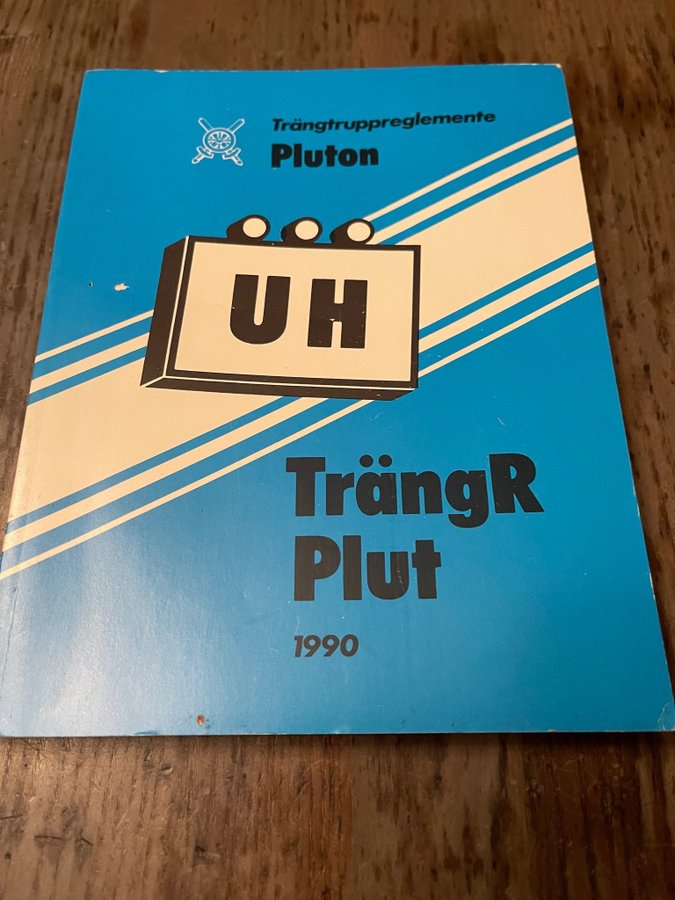 Trängtruppreglemente
Pluton
UH
TrängR
Plut
1990